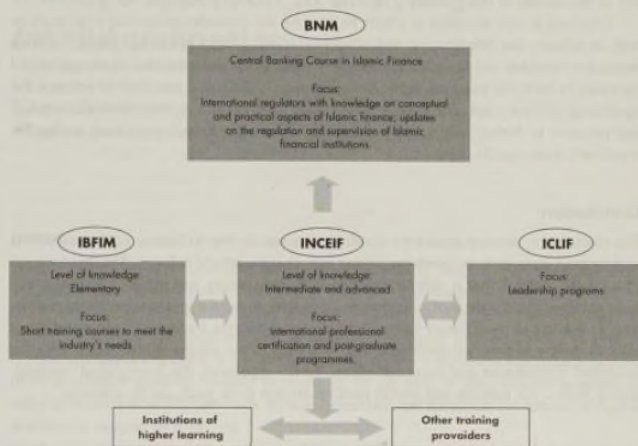 BNM
Central Banking Course in Islamic Finance
Focus:
International regulators with knowledge on conceptual
and practical aspects of Islamic finance; updates
on the regulation and supervision of Islamic
financial institutions.
IBFIM
Level of knowledge:
Elementary
Focus:
Short training courses to meet the
industry's needs
INCEIF
Level of knowledge:
Intermediate and advanced
Focus:
International professional
certification and post-graduate
programmes.
ICLIF
Focus:
Leadership programs
Institutions of
higher learning
Other training
provaiders